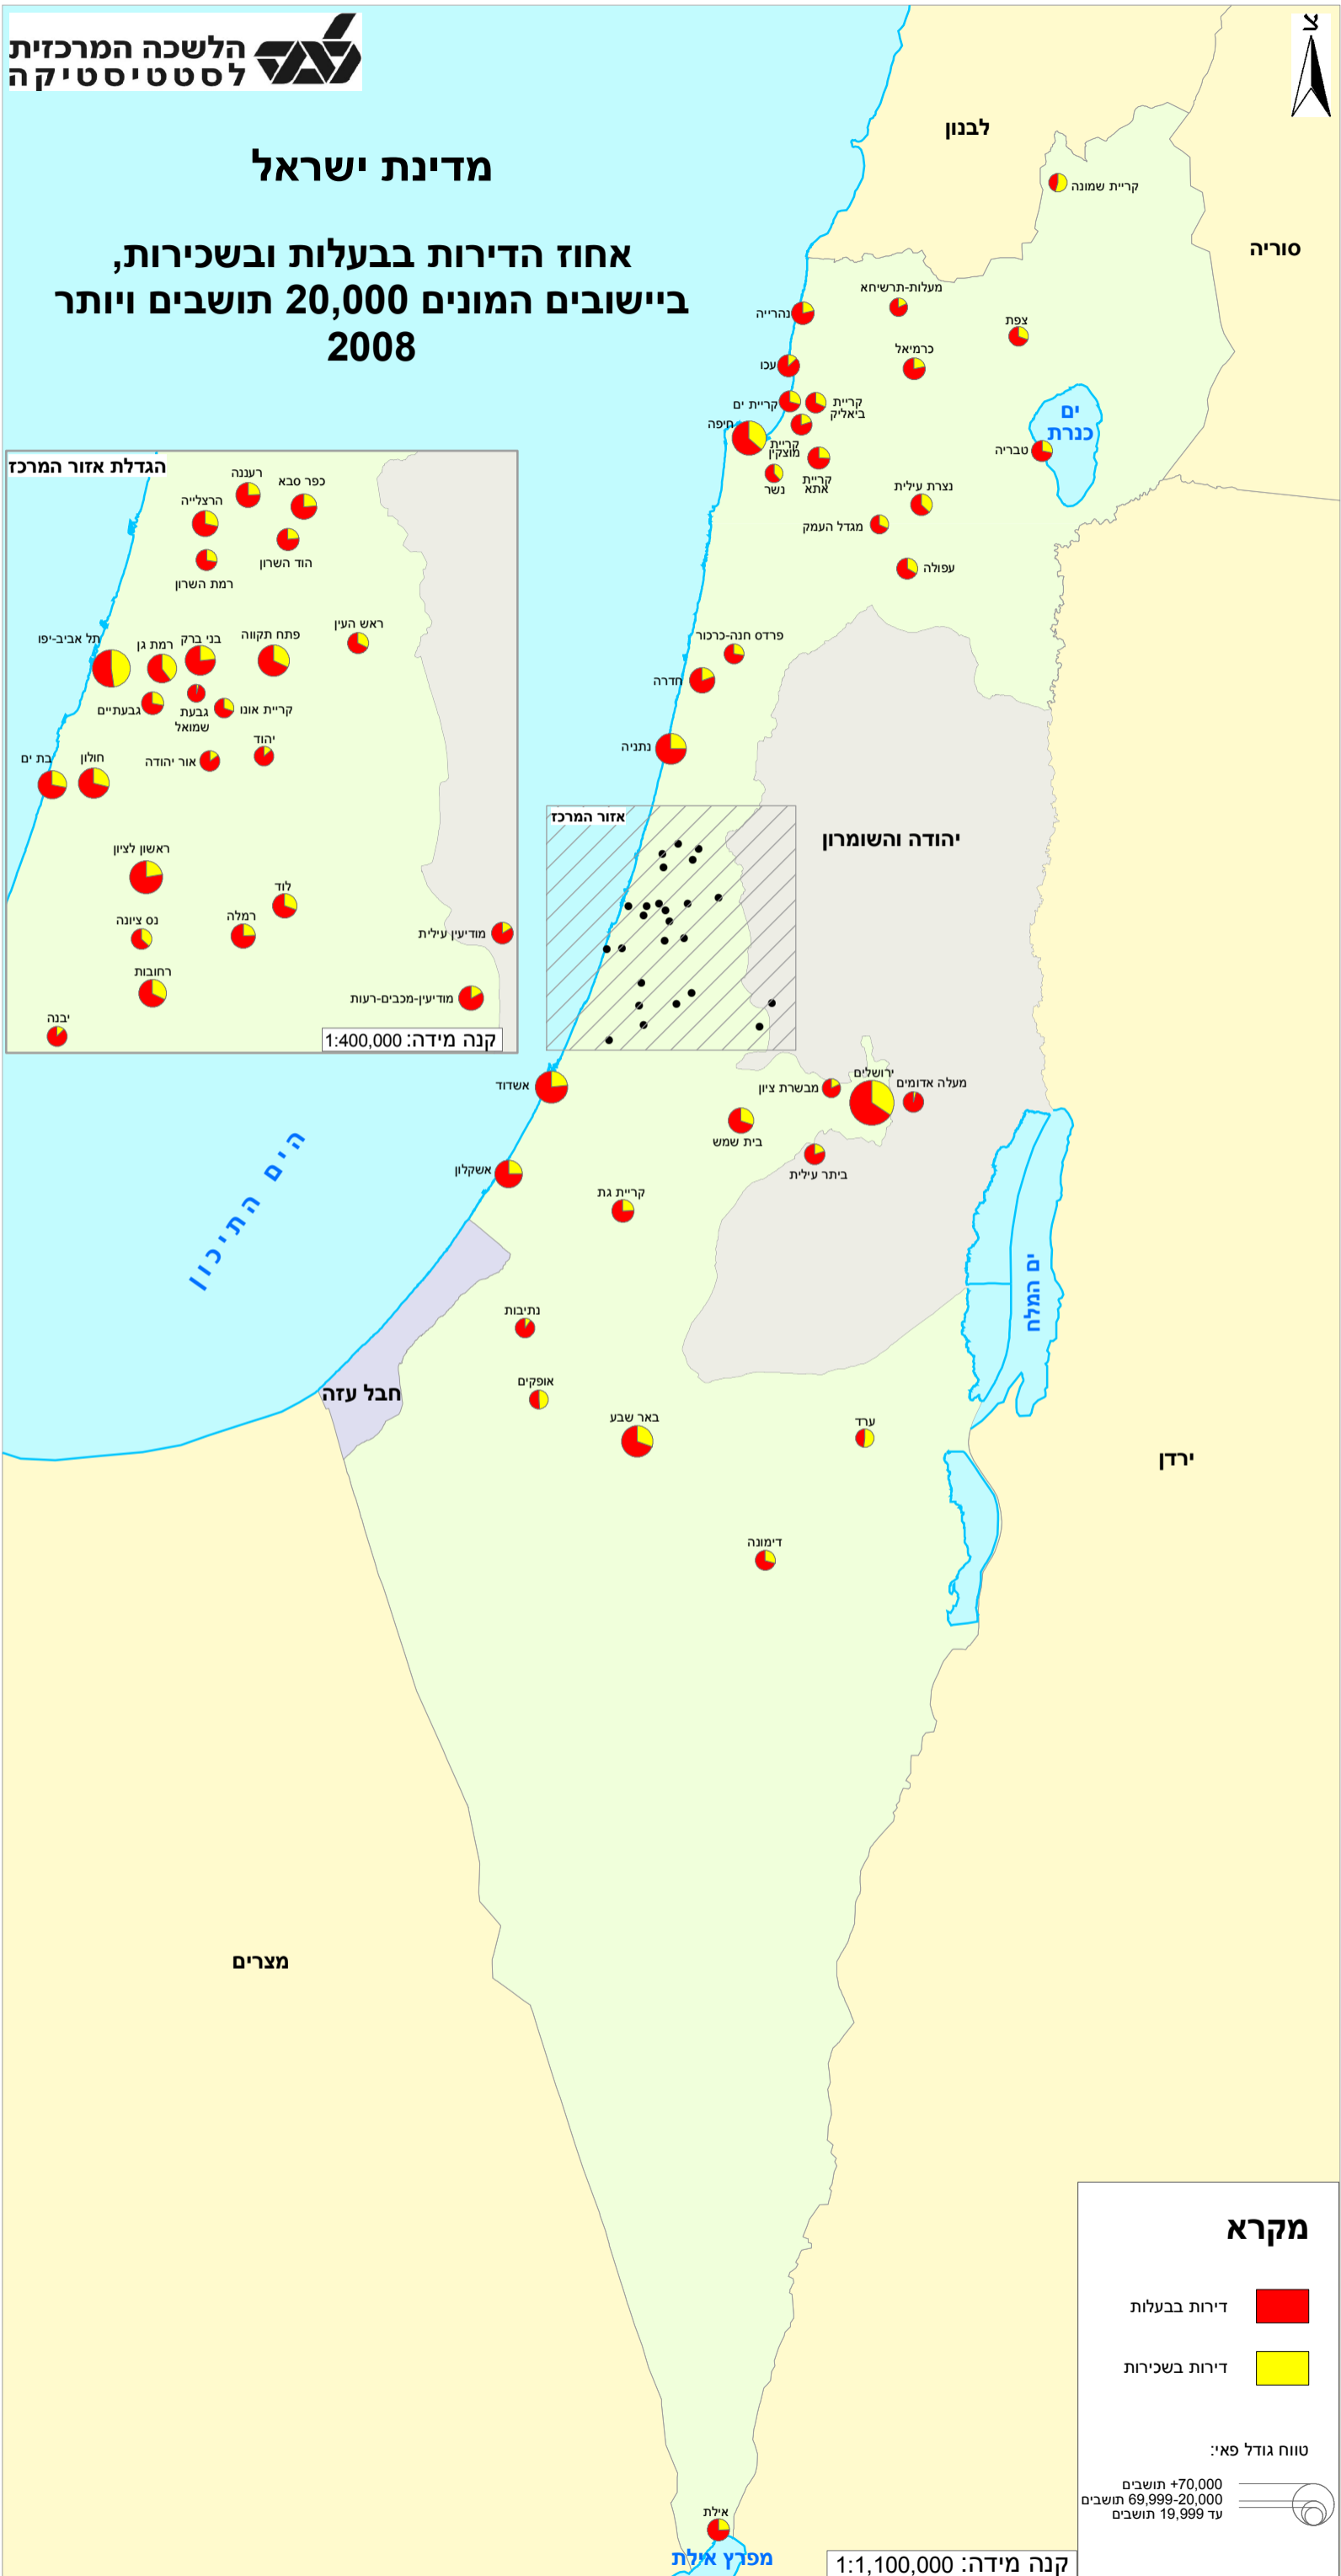 הלשכה המרכזית
לסטטיסטיקה
צ
מדינת ישראל
אחוז הדירות בבעלות ובשכירות,
ביישובים המונים 20,000 תושבים ויותר
2008
לבנון
סוריה
קריית שמונה
מעלות-תרשיחא
נהרייה
צפת
כרמיאל
עכו
קריית ים
קריית
ביאליק
חיפה
קריית
מוצקין
ים
כנרת
טבריה
קריית
אתא
נשר
נצרת עילית
מגדל העמק
עפולה
פרדס חנה-כרכור
חדרה
נתניה
אזור המרכז
יהודה והשומרון
הגדלת אזור המרכז
רעננה
כפר סבא
הרצלייה
הוד השרון
רמת השרון
ראש העין
תל אביב-יפו
רמת גן
בני ברק
פתח תקווה
גבעתיים
גבעת
שמואל
קריית אונו
יהוד
אור יהודה
בת ים
חולון
ראשון לציון
לוד
נס ציונה
רמלה
מודיעין עילית
רחובות
מודיעין-מכבים-רעות
יבנה
קנה מידה: 1:400,000
אשדוד
מבשרת ציון
ירושלים
מעלה אדומים
בית שמש
ביתר עילית
אשקלון
קריית גת
הים התיכון
ים המלח
נתיבות
חבל עזה
אופקים
באר שבע
ערד
ירדן
דימונה
מצרים
אילת
מפרץ אילת
קנה מידה: 1:1,100,000
מקרא
דירות בבעלות
דירות בשכירות
טווח גודל פאי:
70,000+ תושבים
69,999-20,000 תושבים
עד 19,999 תושבים